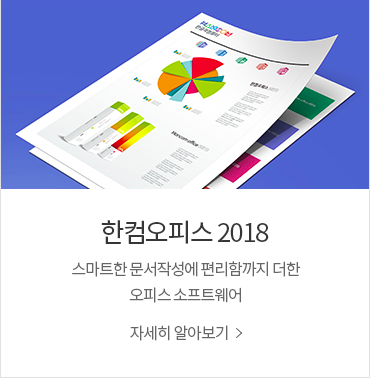 한컴오피스 2018
스마트한 문서작성에 편리함까지 더한
오피스 소프트웨어
자세히 알아보기 >